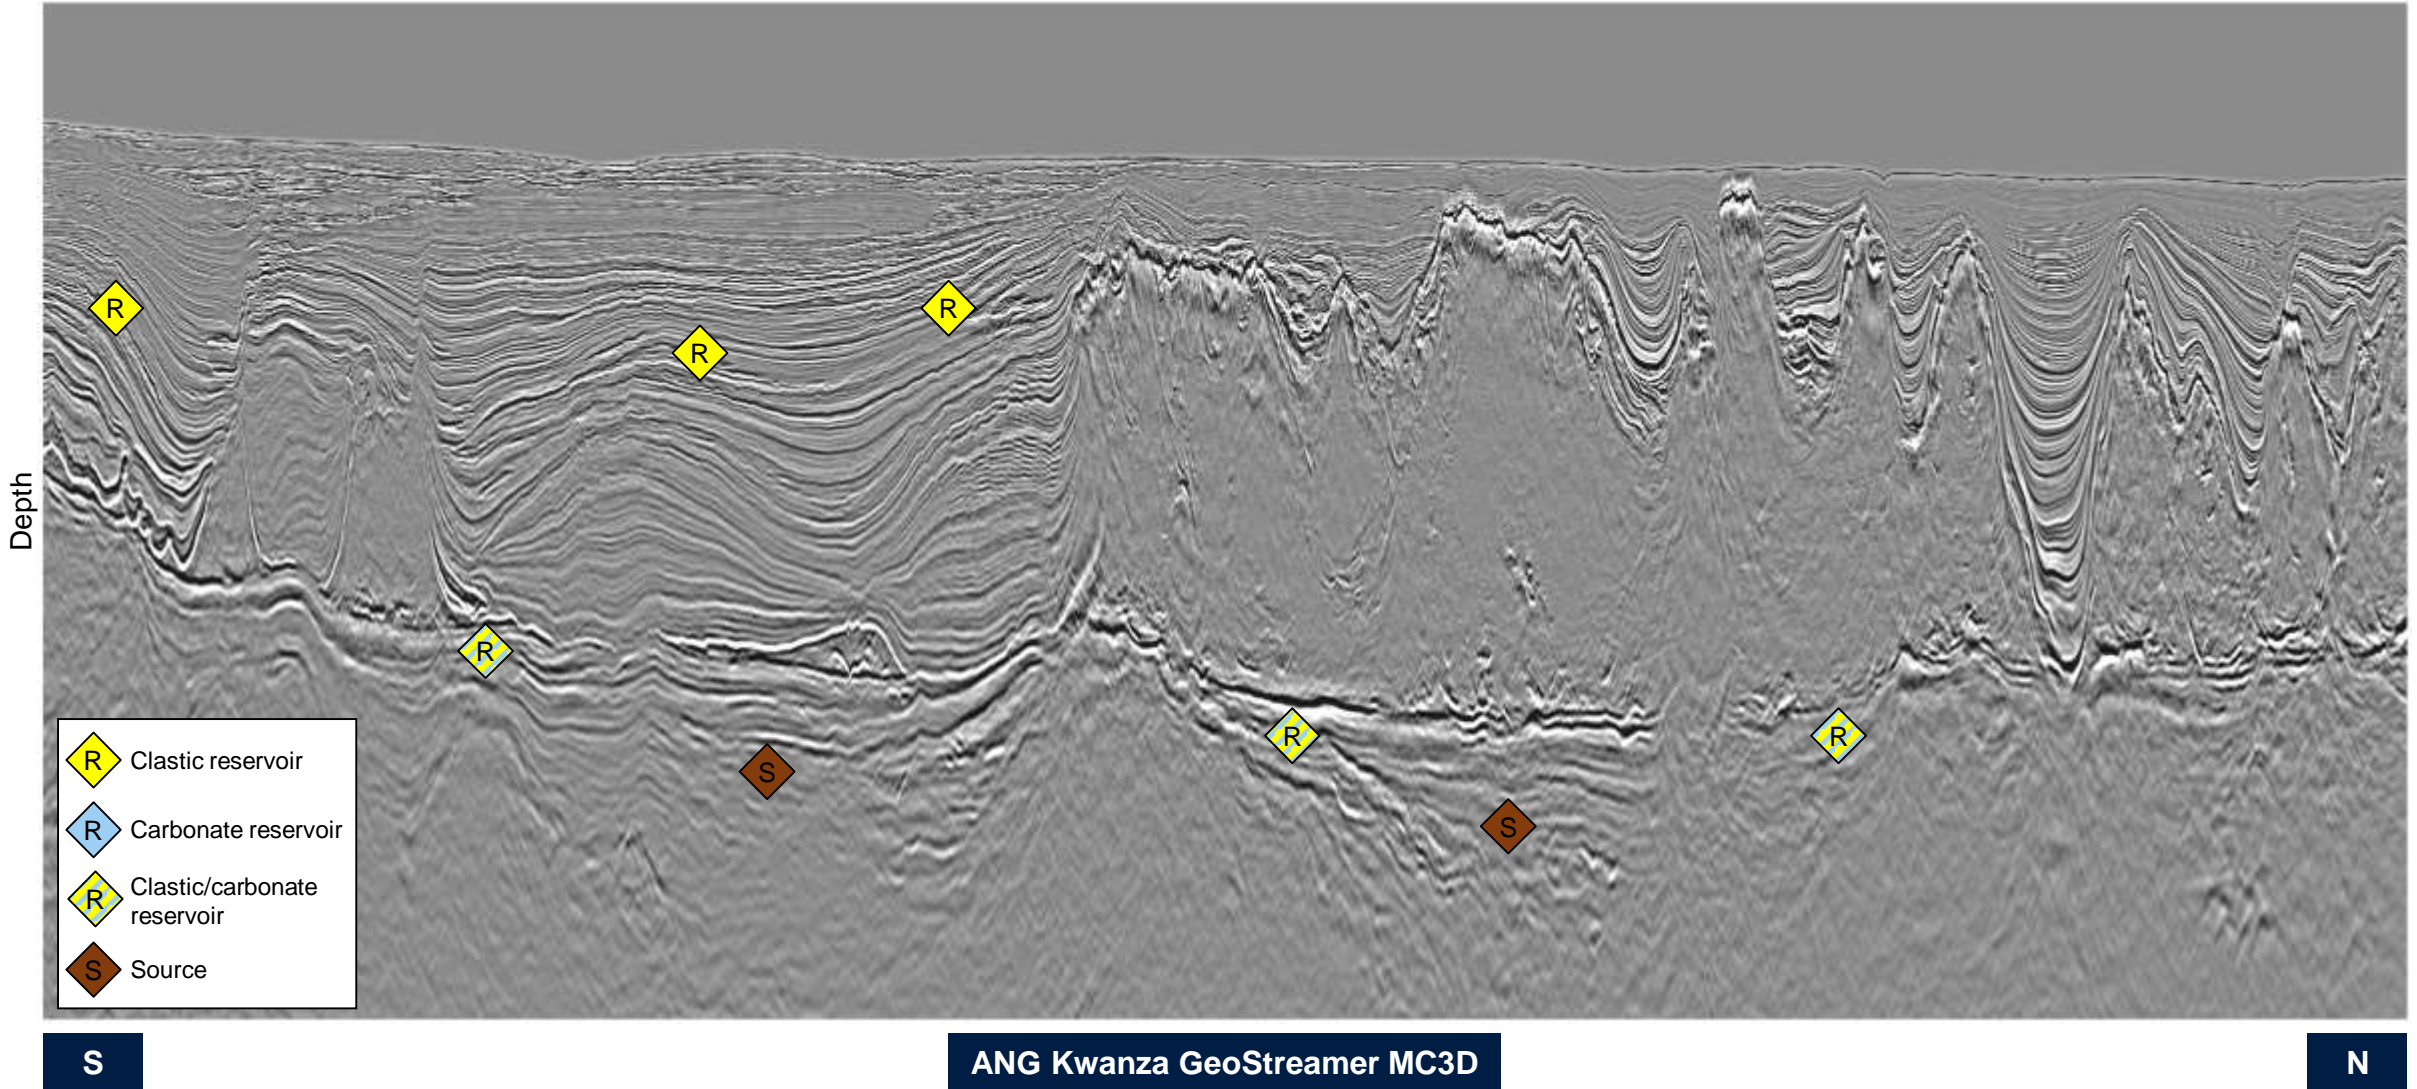 R
R
R
Depth
R
R
R
S
S
R Clastic reservoir
R Carbonate reservoir
R Clastic/carbonate
reservoir
S Source
S
ANG Kwanza GeoStreamer MC3D
N